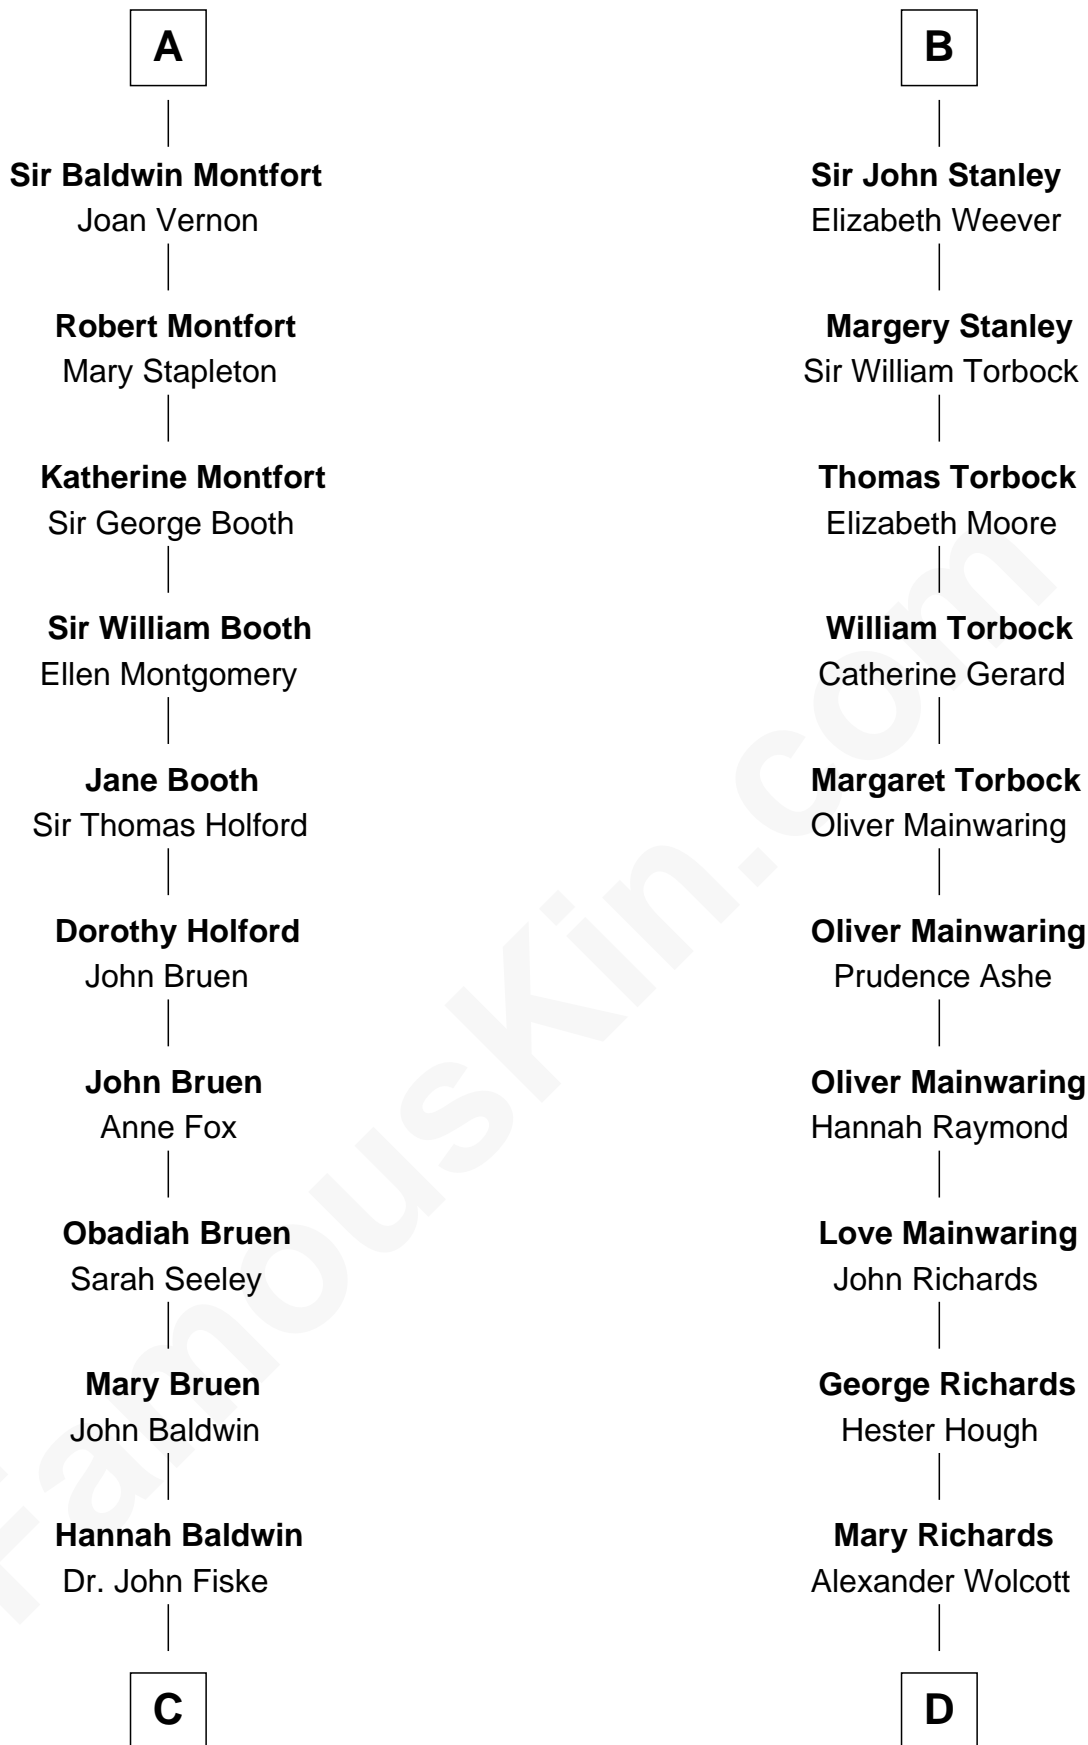 A
Sir Baldwin Montfort
Joan Vernon
Robert Montfort
Mary Stapleton
Katherine Montfort
Sir George Booth
Sir William Booth
Ellen Montgomery
Jane Booth
Sir Thomas Holford
Dorothy Holford
John Bruen
John Bruen
Anne Fox
Obadiah Bruen
Sarah Seeley
Mary Bruen
John Baldwin
Hannah Baldwin
Dr. John Fiske
C
B
Sir John Stanley
Elizabeth Weever
Margery Stanley
Sir William Torbock
Thomas Torbock
Elizabeth Moore
William Torbock
Catherine Gerard
Margaret Torbock
Oliver Mainwaring
Oliver Mainwaring
Prudence Ashe
Oliver Mainwaring
Hannah Raymond
Love Mainwaring
John Richards
George Richards
Hester Hough
Mary Richards
Alexander Wolcott
D
FamousKin.com